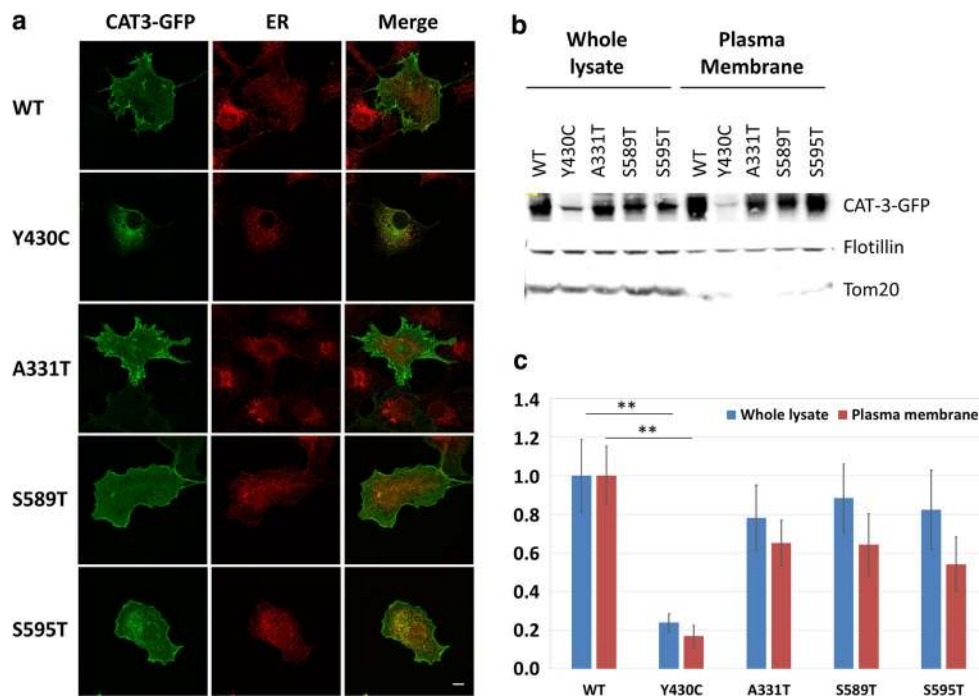 a
CAT3-GFP ER Merge
WT
Y430C
A331T
S589T
S595T
b
Whole lysate
Plasma Membrane
WT Y430C A331T S589T S595T WT Y430C A331T S589T S595T
CAT-3-GFP
Flotillin
Tom20
c
1.4
1.2
1.0
0.8
0.6
0.4
0.2
0.0
** 
**
Whole lysate Plasma membrane
WT Y430C A331T S589T S595T